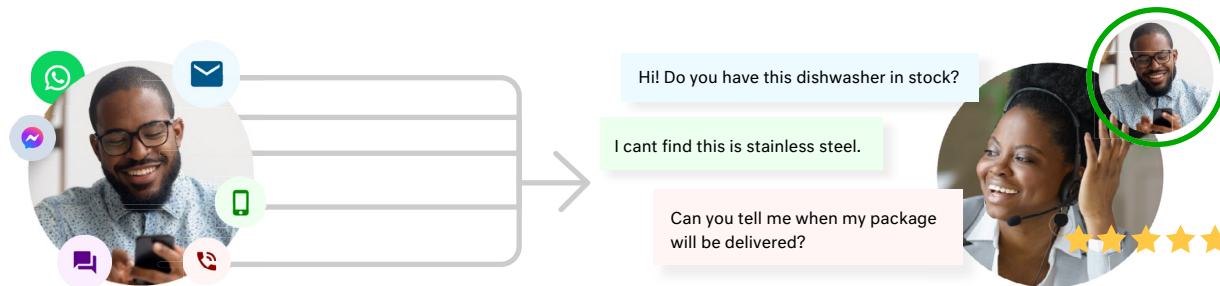 Hi! Do you have this dishwasher in stock?
I cant find this is stainless steel.
Can you tell me when my package
will be delivered?